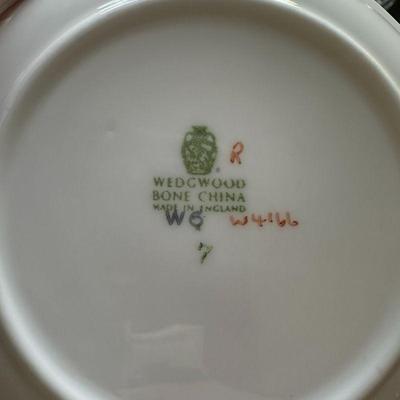 R
WEDGWOOD
BONE CHINA
MADE IN ENGLAND
W6 W4166
7